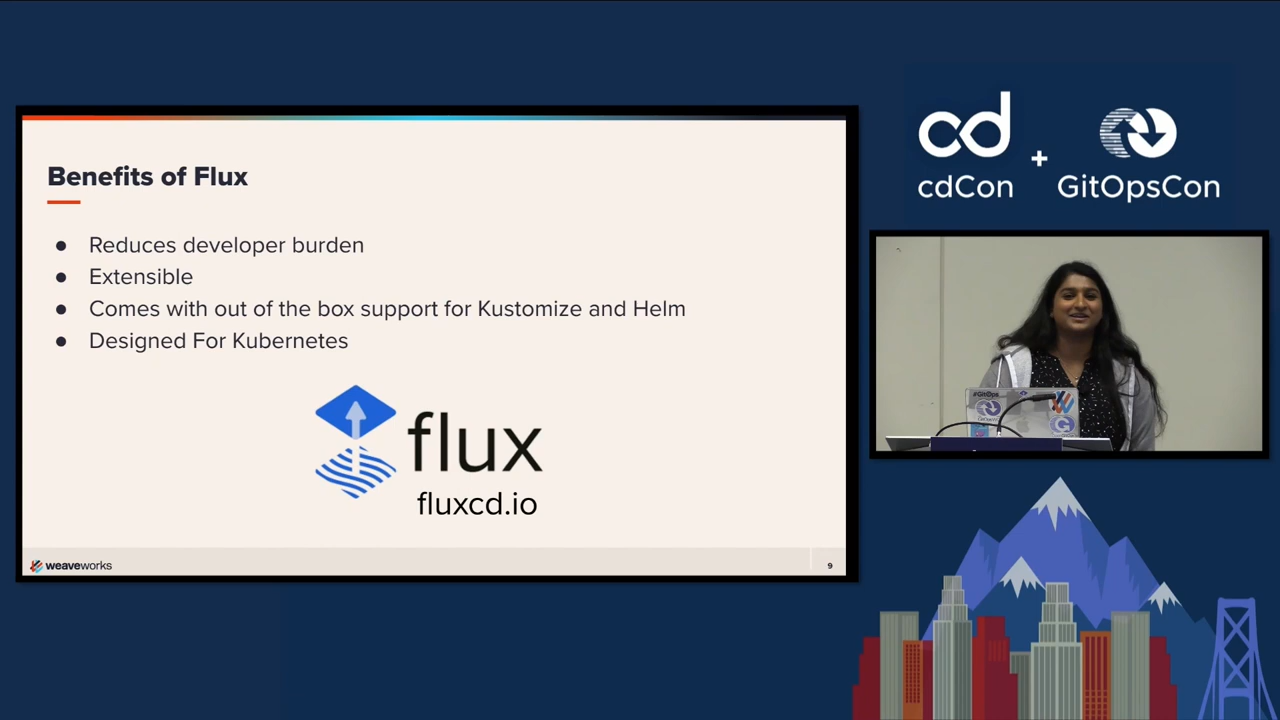 Benefits of Flux
● Reduces developer burden
● Extensible
● Comes with out of the box support for Kustomize and Helm
● Designed For Kubernetes
flux
fluxcd.io
weaveworks
9
cd
+
cdCon
GitOpsCon
#GitOps